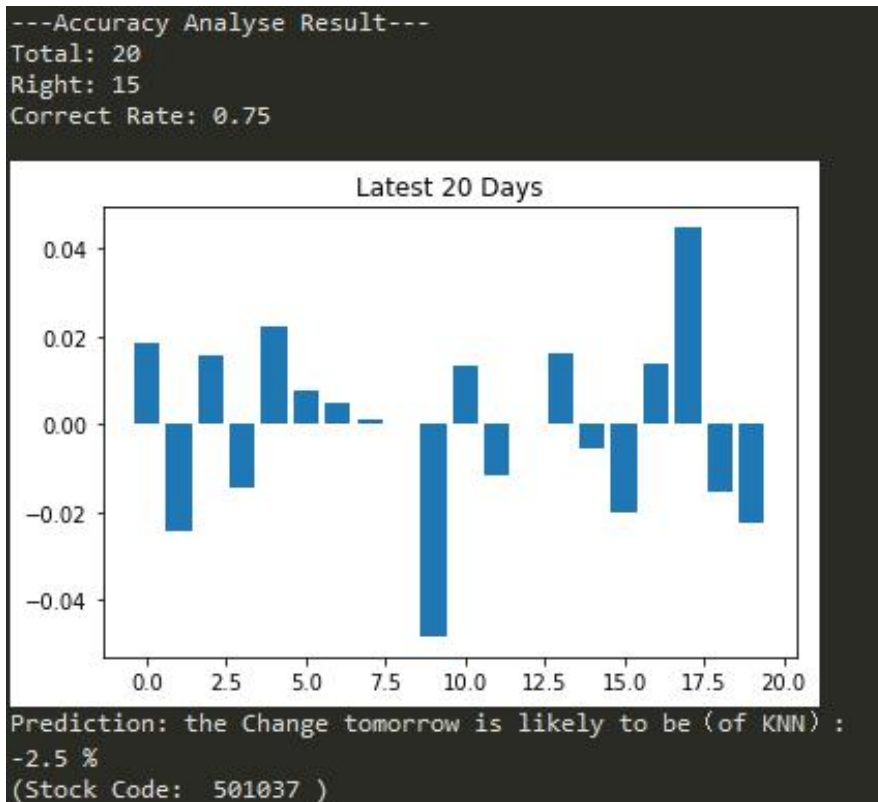 ---Accuracy Analyse Result---
Total: 20
Right: 15
Correct Rate: 0.75
Latest 20 Days
0.04
0.02
0.00
−0.02
−0.04
0.0 2.5 5.0 7.5 10.0 12.5 15.0 17.5 20.0
Prediction: the Change tomorrow is likely to be（of KNN）:
-2.5 %
(Stock Code:  501037 )